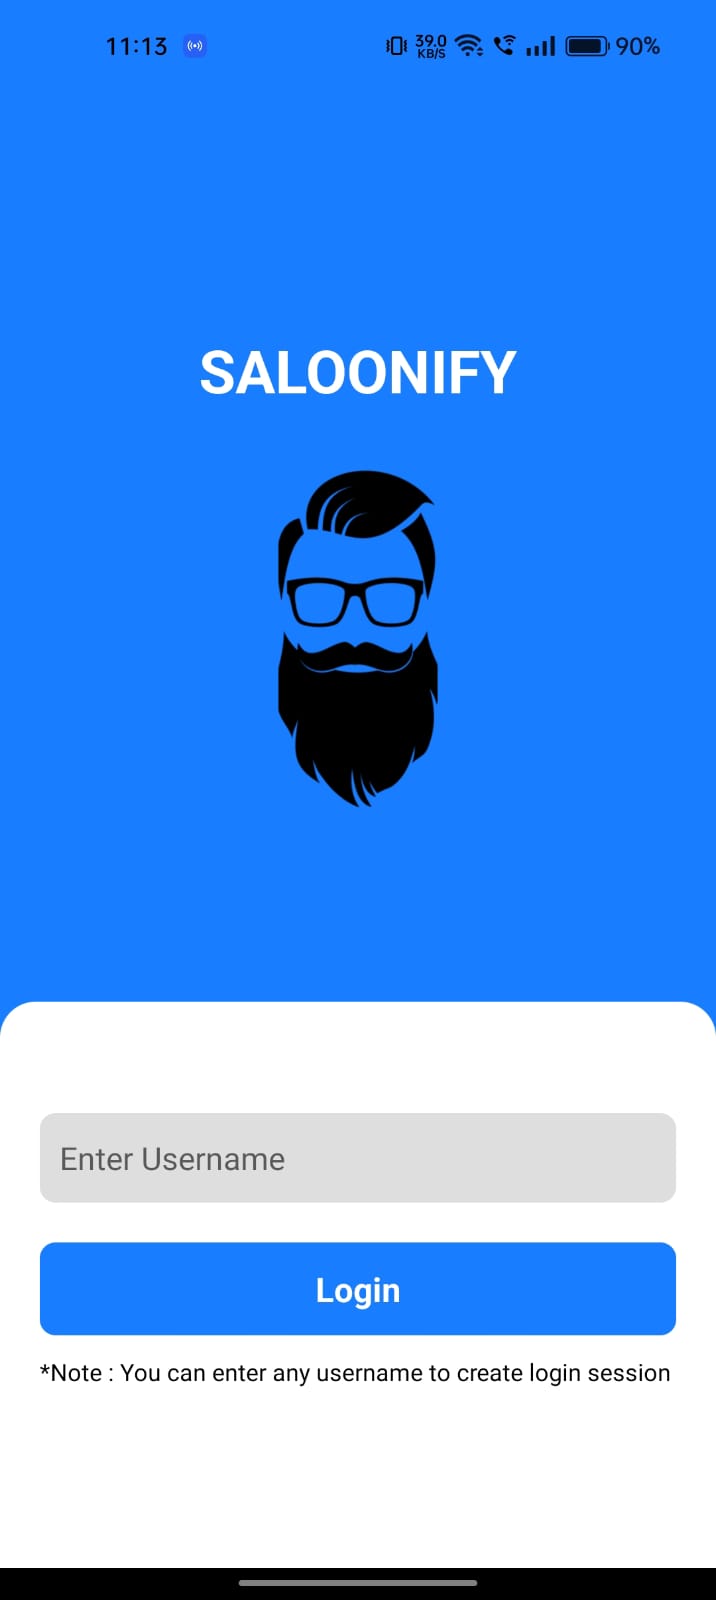 11:13 39.0 KB/S 90%
SALOONIFY
Enter Username
Login
*Note : You can enter any username to create login session